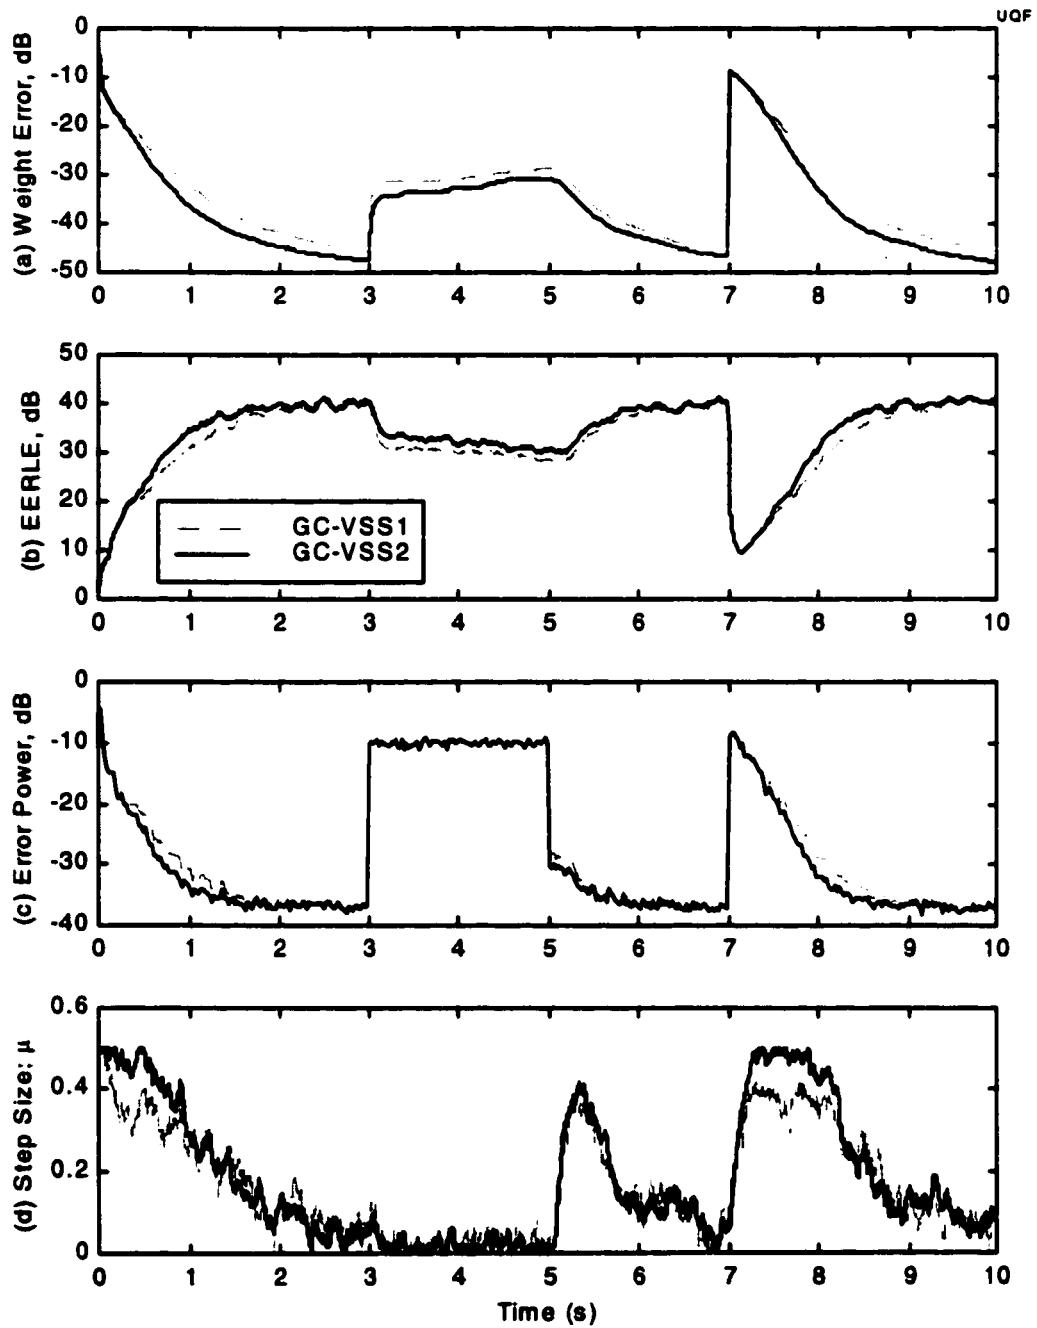 UQF
(a) Weight Error, dB
0
-10
-20
-30
-40
-50
0 1 2 3 4 5 6 7 8 9 10
(b) EERLE, dB
50
40
30
20
10
0
GC-VSS1
GC-VSS2
0 1 2 3 4 5 6 7 8 9 10
(c) Error Power, dB
0
-10
-20
-30
-40
0 1 2 3 4 5 6 7 8 9 10
(d) Step Size; μ
0.6
0.4
0.2
0
0 1 2 3 4 5 6 7 8 9 10
Time (s)